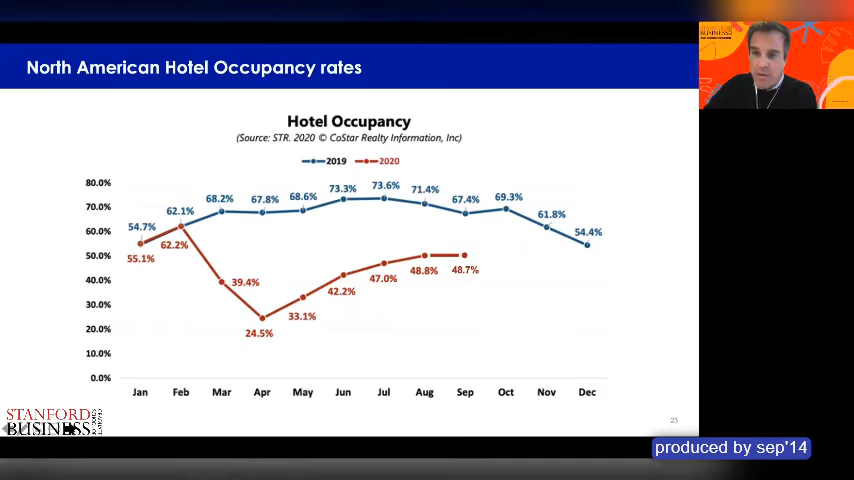 North American Hotel Occupancy rates
Hotel Occupancy
(Source: STR. 2020 © CoStar Realty Information, Inc)
2019 2020
80.0%
70.0%
60.0%
50.0%
40.0%
30.0%
20.0%
10.0%
0.0%
54.7% 62.1% 68.2% 67.8% 68.6% 73.3% 73.6% 71.4% 67.4% 69.3% 61.8% 54.4%
55.1% 62.2% 39.4% 24.5% 33.1% 42.2% 47.0% 48.8% 48.7%
Jan Feb Mar Apr May Jun Jul Aug Sep Oct Nov Dec
STANFORD
BUSINESS
23
STANFORD
BUSINESS
produced by sep'14